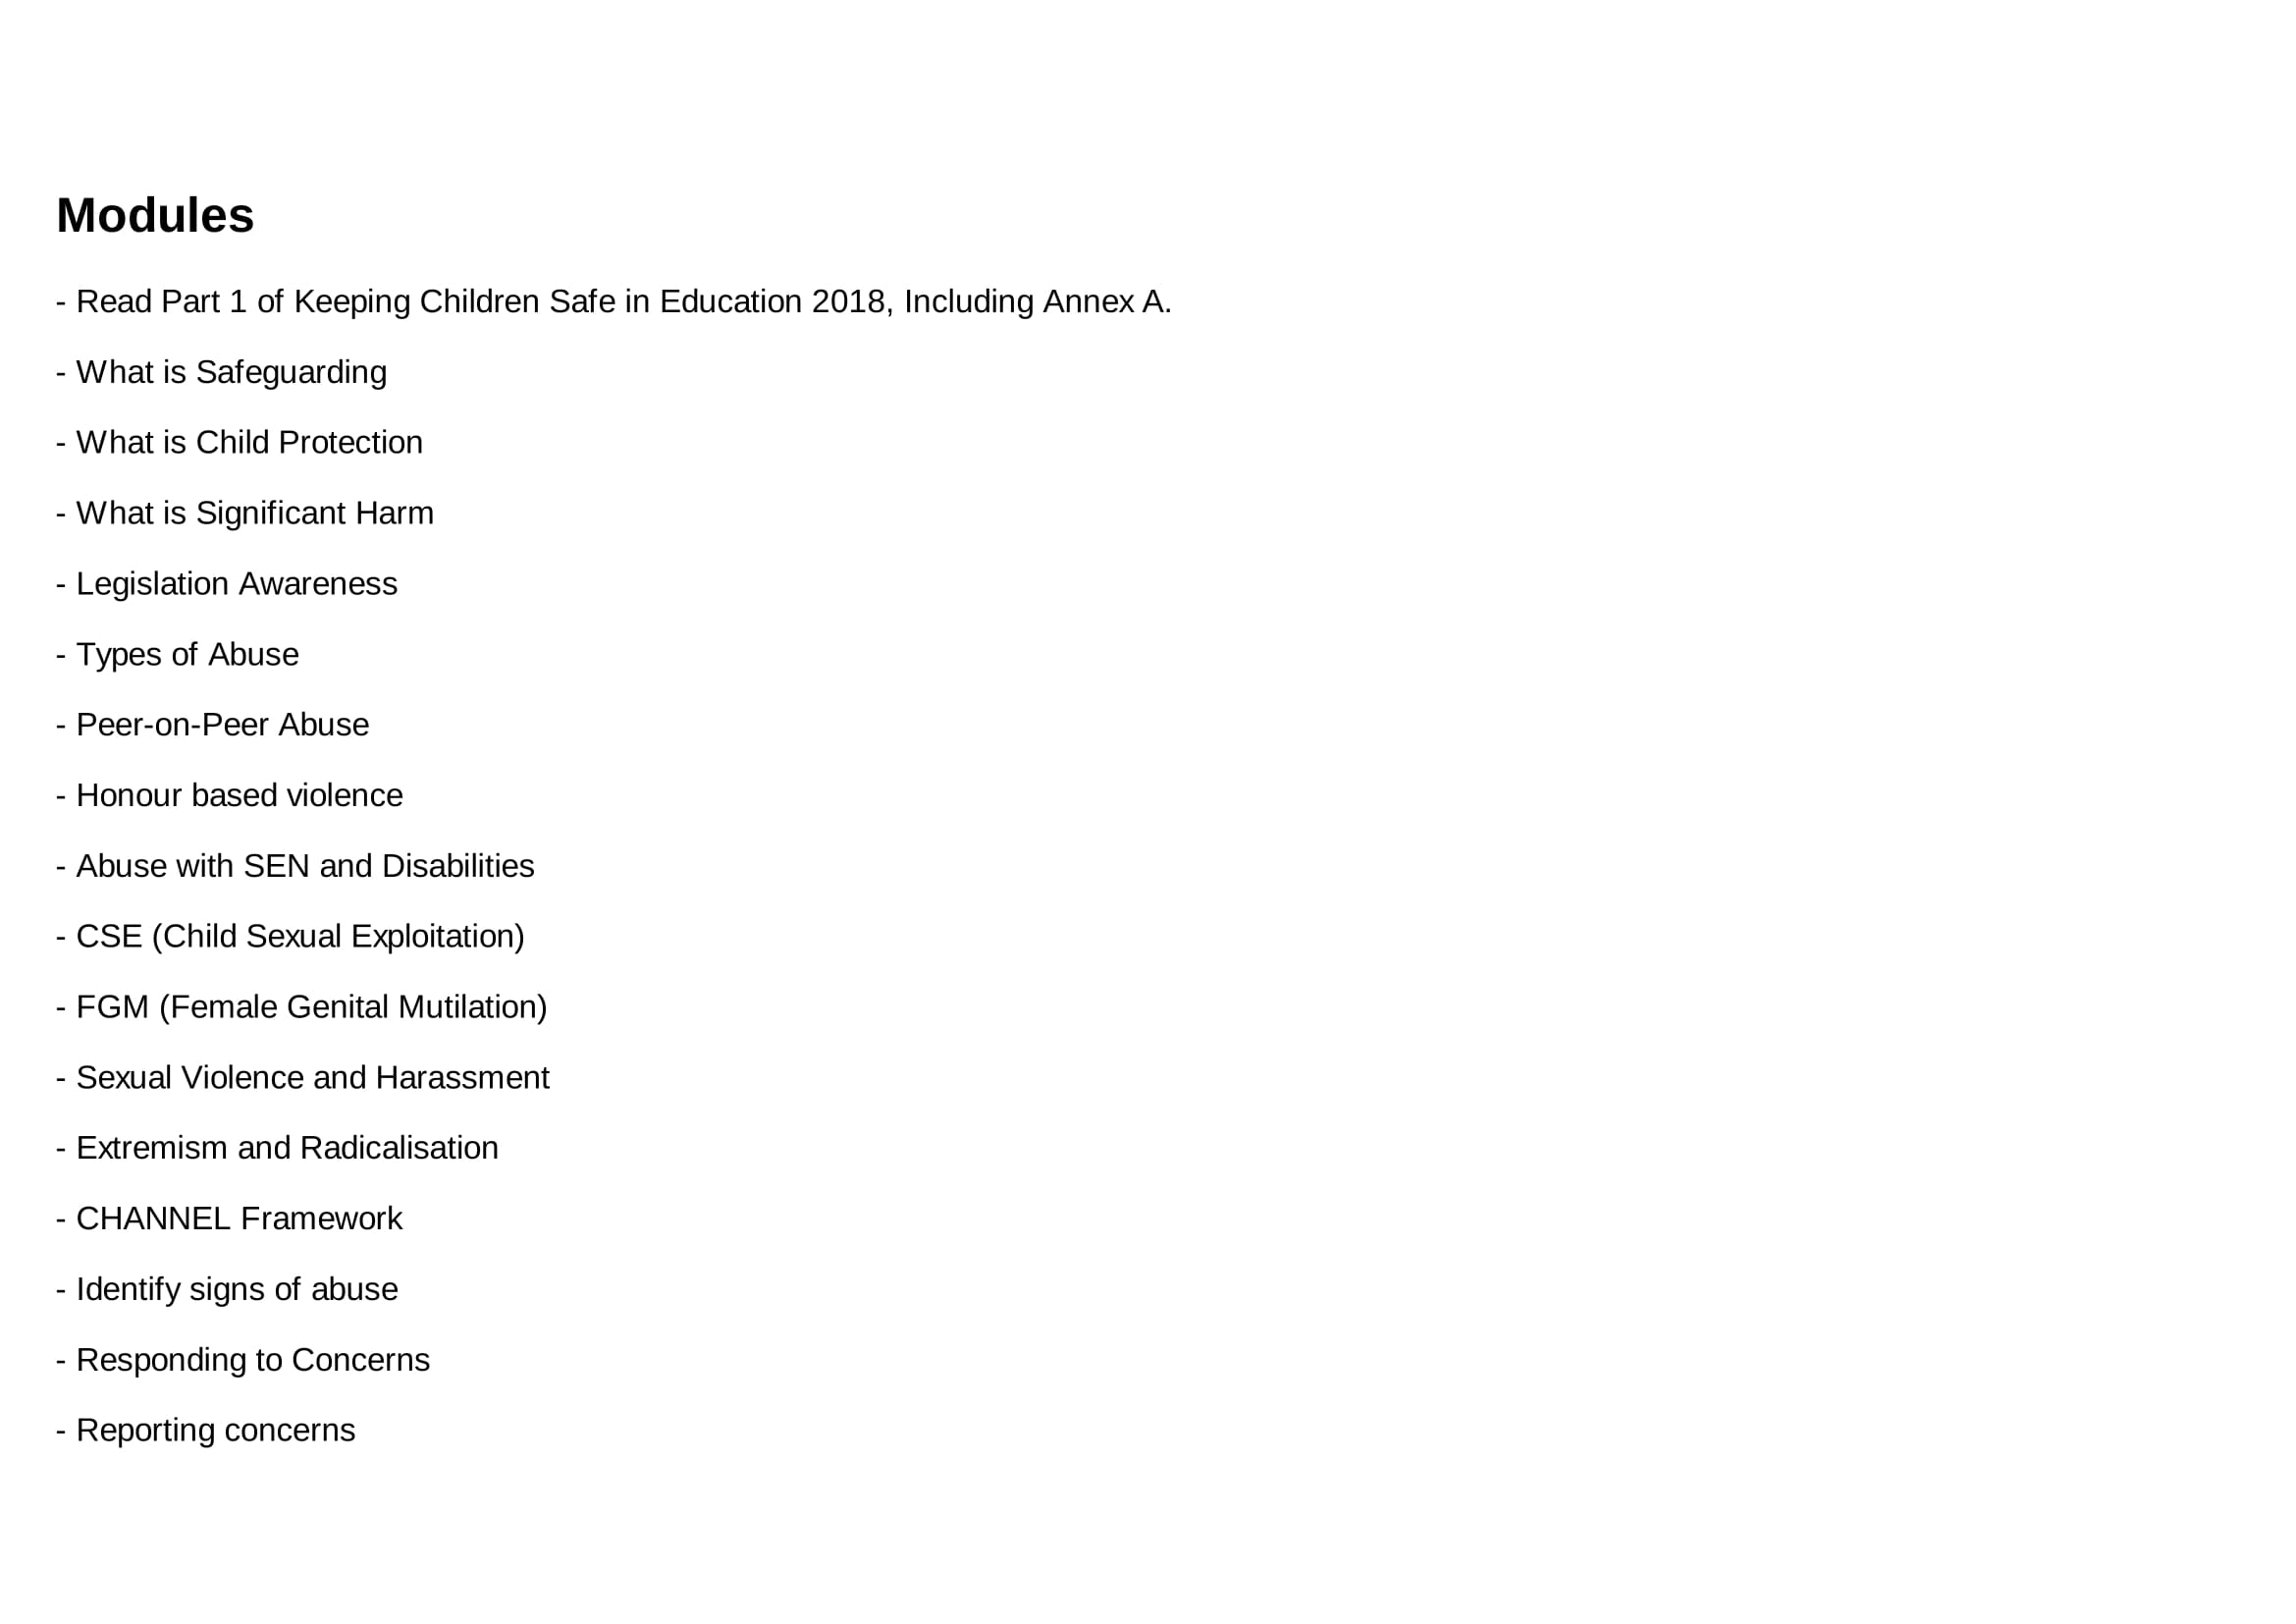 Modules
- Read Part 1 of Keeping Children Safe in Education 2018, Including Annex A.
- What is Safeguarding
- What is Child Protection
- What is Significant Harm
- Legislation Awareness
- Types of Abuse
- Peer-on-Peer Abuse
- Honour based violence
- Abuse with SEN and Disabilities
- CSE (Child Sexual Exploitation)
- FGM (Female Genital Mutilation)
- Sexual Violence and Harassment
- Extremism and Radicalisation
- CHANNEL Framework
- Identify signs of abuse
- Responding to Concerns
- Reporting concerns